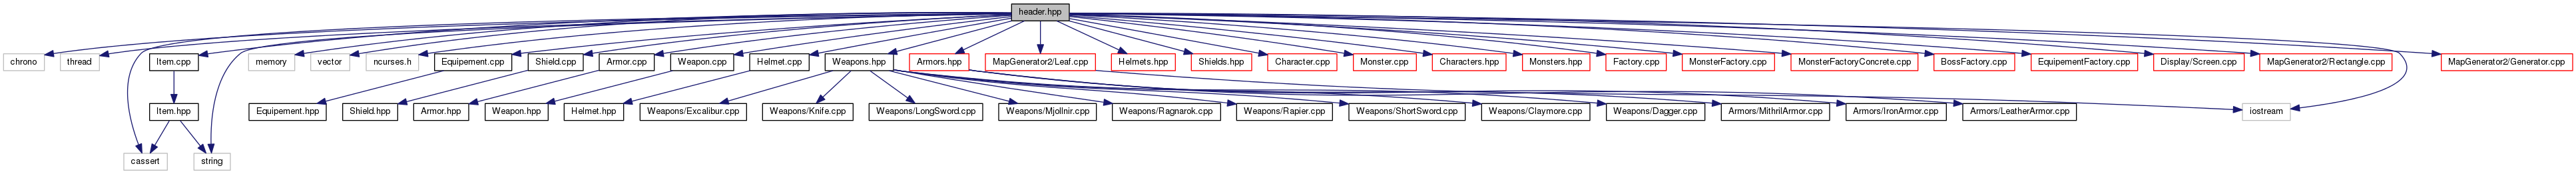 header.hpp
chrono
thread
Item.cpp
memory
vector
ncurses.h
Equipement.cpp
Shield.cpp
Armor.cpp
Weapon.cpp
Helmet.cpp
Weapons.hpp
Armors.hpp
MapGenerator2/Leaf.cpp
Helmets.hpp
Shields.hpp
Character.cpp
Monster.cpp
Characters.hpp
Monsters.hpp
Factory.cpp
MonsterFactory.cpp
MonsterFactoryConcrete.cpp
BossFactory.cpp
EquipementFactory.cpp
Display/Screen.cpp
MapGenerator2/Rectangle.cpp
MapGenerator2/Generator.cpp
Item.hpp
Equipement.hpp
Shield.hpp
Armor.hpp
Weapon.hpp
Helmet.hpp
Weapons/Excalibur.cpp
Weapons/Knife.cpp
Weapons/LongSword.cpp
Weapons/Mjollnir.cpp
Weapons/Ragnarok.cpp
Weapons/Rapier.cpp
Weapons/ShortSword.cpp
Weapons/Claymore.cpp
Weapons/Dagger.cpp
Armors/MithrilArmor.cpp
Armors/IronArmor.cpp
Armors/LeatherArmor.cpp
iostream
cassert
string